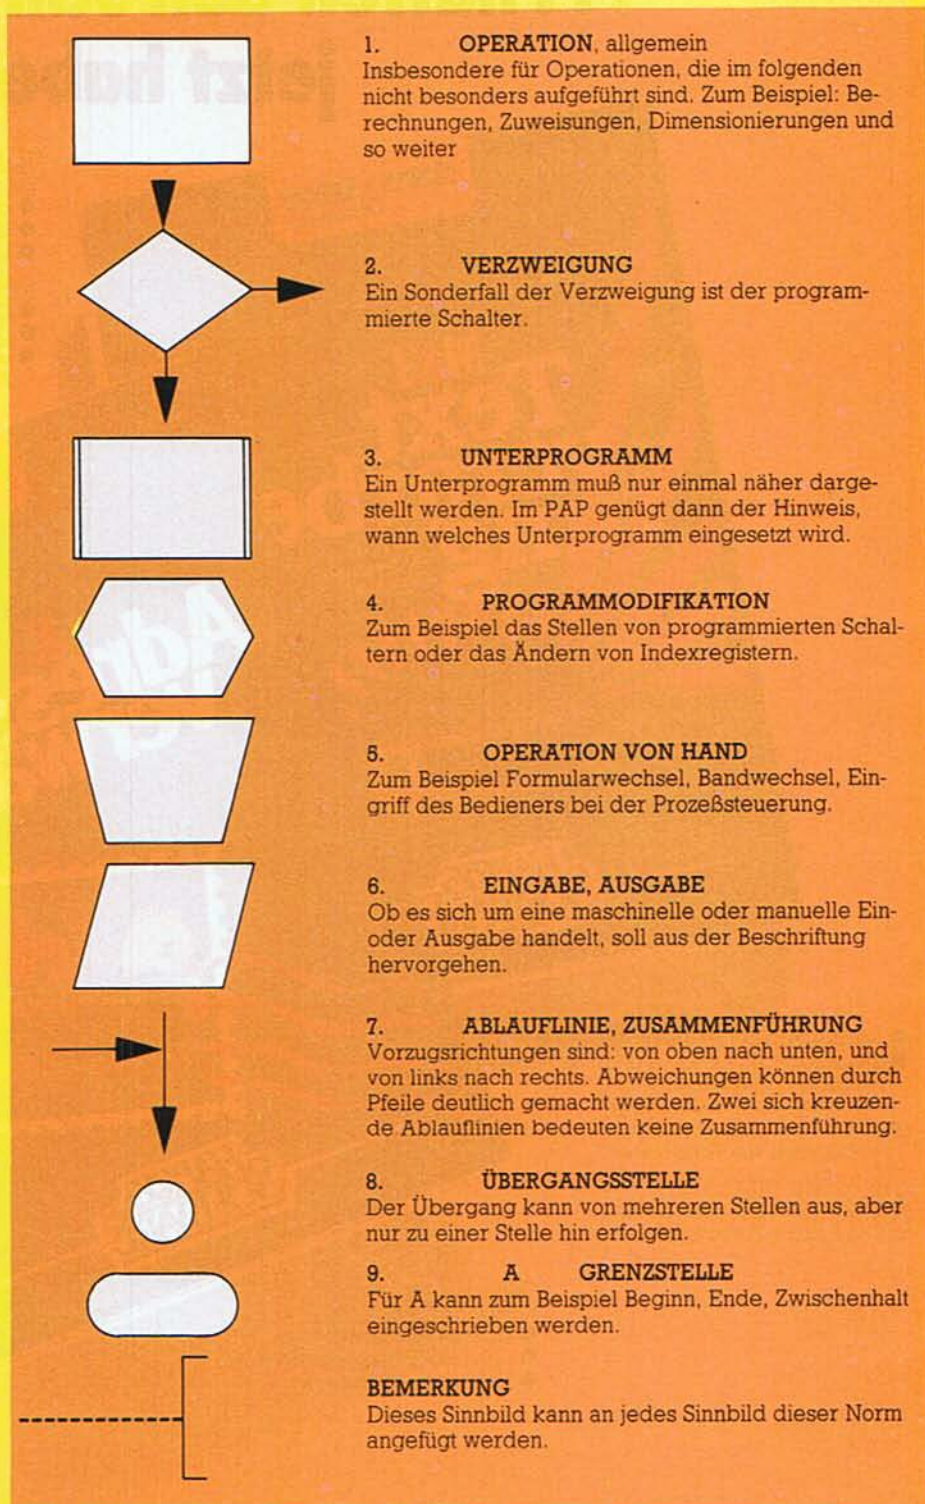 1. OPERATION, allgemein
Insbesondere für Operationen, die im folgenden
nicht besonders aufgeführt sind. Zum Beispiel: Be-
rechnungen, Zuweisungen, Dimensionierungen und
so weiter
2. VERZWEIGUNG
Ein Sonderfall der Verzweigung ist der program-
mierte Schalter.
3. UNTERPROGRAMM
Ein Unterprogramm muß nur einmal näher darge-
stellt werden. Im PAP genügt dann der Hinweis,
wann welches Unterprogramm eingesetzt wird.
4. PROGRAMMODIFIKATION
Zum Beispiel das Stellen von programmierten Schal-
tern oder das Ändern von Indexregistern.
5. OPERATION VON HAND
Zum Beispiel Formularwechsel, Bandwechsel, Ein-
griff des Bedieners bei der Prozeßsteuerung.
6. EINGABE, AUSGABE
Ob es sich um eine maschinelle oder manuelle Ein-
oder Ausgabe handelt, soll aus der Beschriftung
hervorgehen.
7. ABLAUFLINIE, ZUSAMMENFÜHRUNG
Vorzugsrichtungen sind: von oben nach unten, und
von links nach rechts. Abweichungen können durch
Pfeile deutlich gemacht werden. Zwei sich kreuzen-
de Ablauflinien bedeuten keine Zusammenführung.
8. ÜBERGANGSSTELLE
Der Übergang kann von mehreren Stellen aus, aber
nur zu einer Stelle hin erfolgen.
9. A GRENZSTELLE
Für A kann zum Beispiel Beginn, Ende, Zwischenhalt
eingeschrieben werden.
BEMERKUNG
Dieses Sinnbild kann an jedes Sinnbild dieser Norm
angefügt werden.